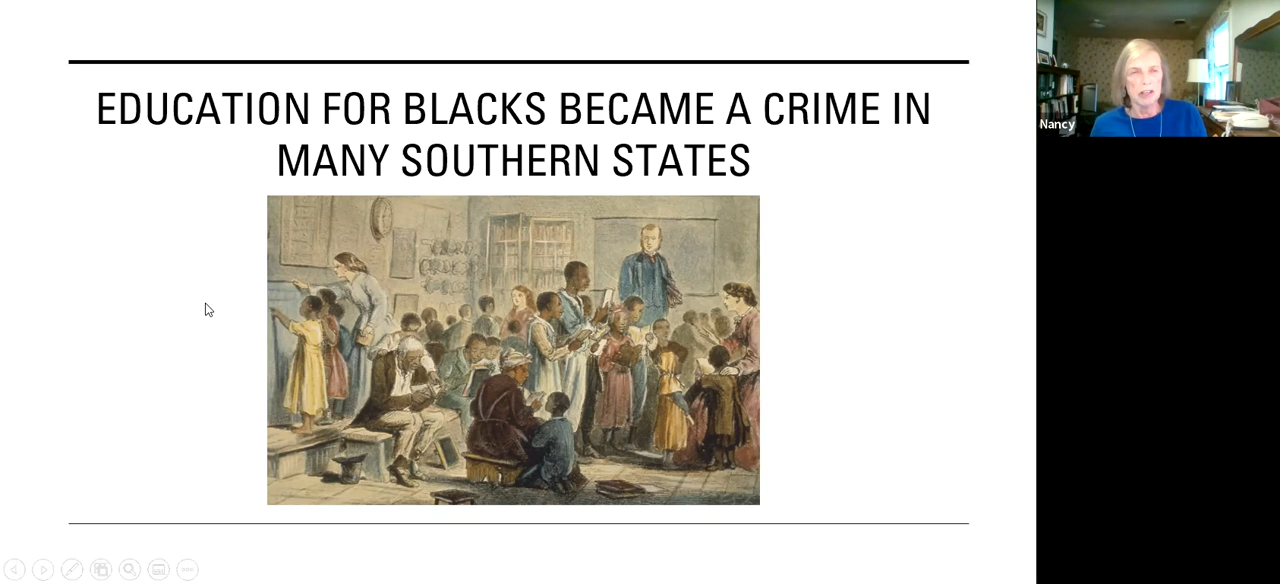 EDUCATION FOR BLACKS BECAME A CRIME IN
MANY SOUTHERN STATES
Nancy